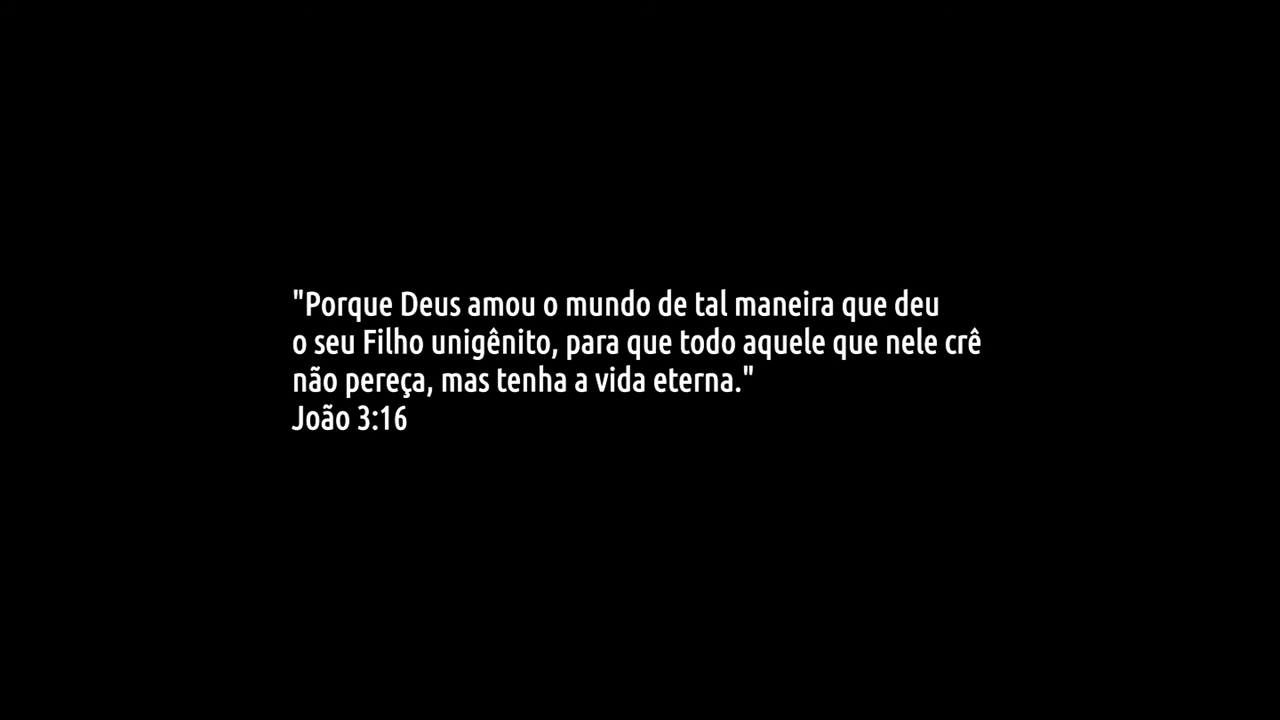 "Porque Deus amou o mundo de tal maneira que deu
o seu Filho unigênito, para que todo aquele que nele crê
não pereça, mas tenha a vida eterna."
João 3:16